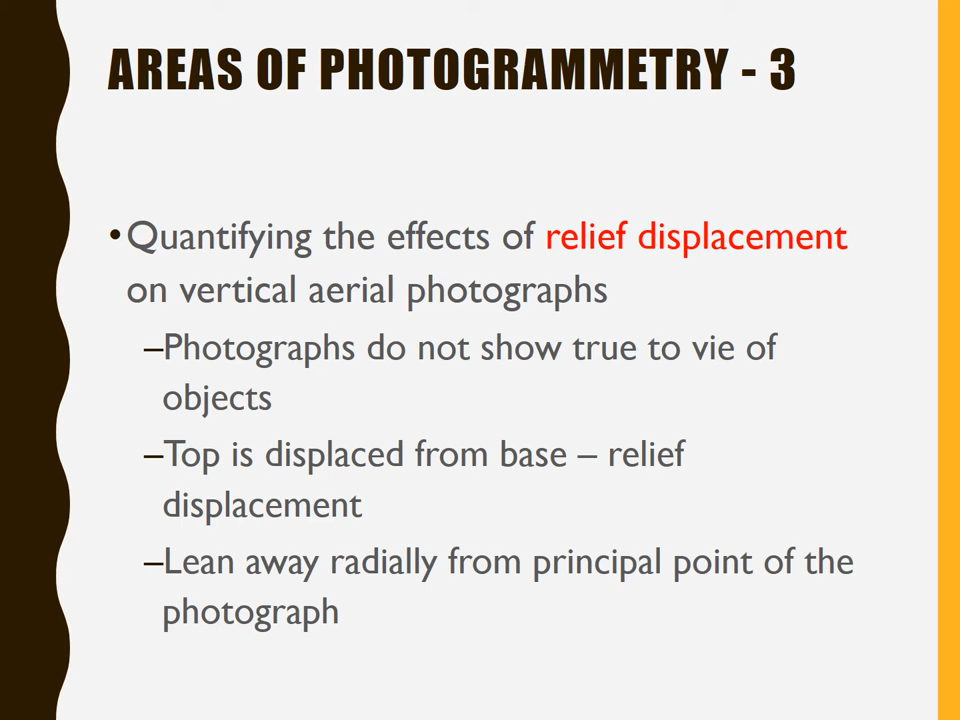 AREAS OF PHOTOGRAMMETRY - 3
•Quantifying the effects of relief displacement
on vertical aerial photographs
–Photographs do not show true to vie of
objects
–Top is displaced from base – relief
displacement
–Lean away radially from principal point of the
photograph